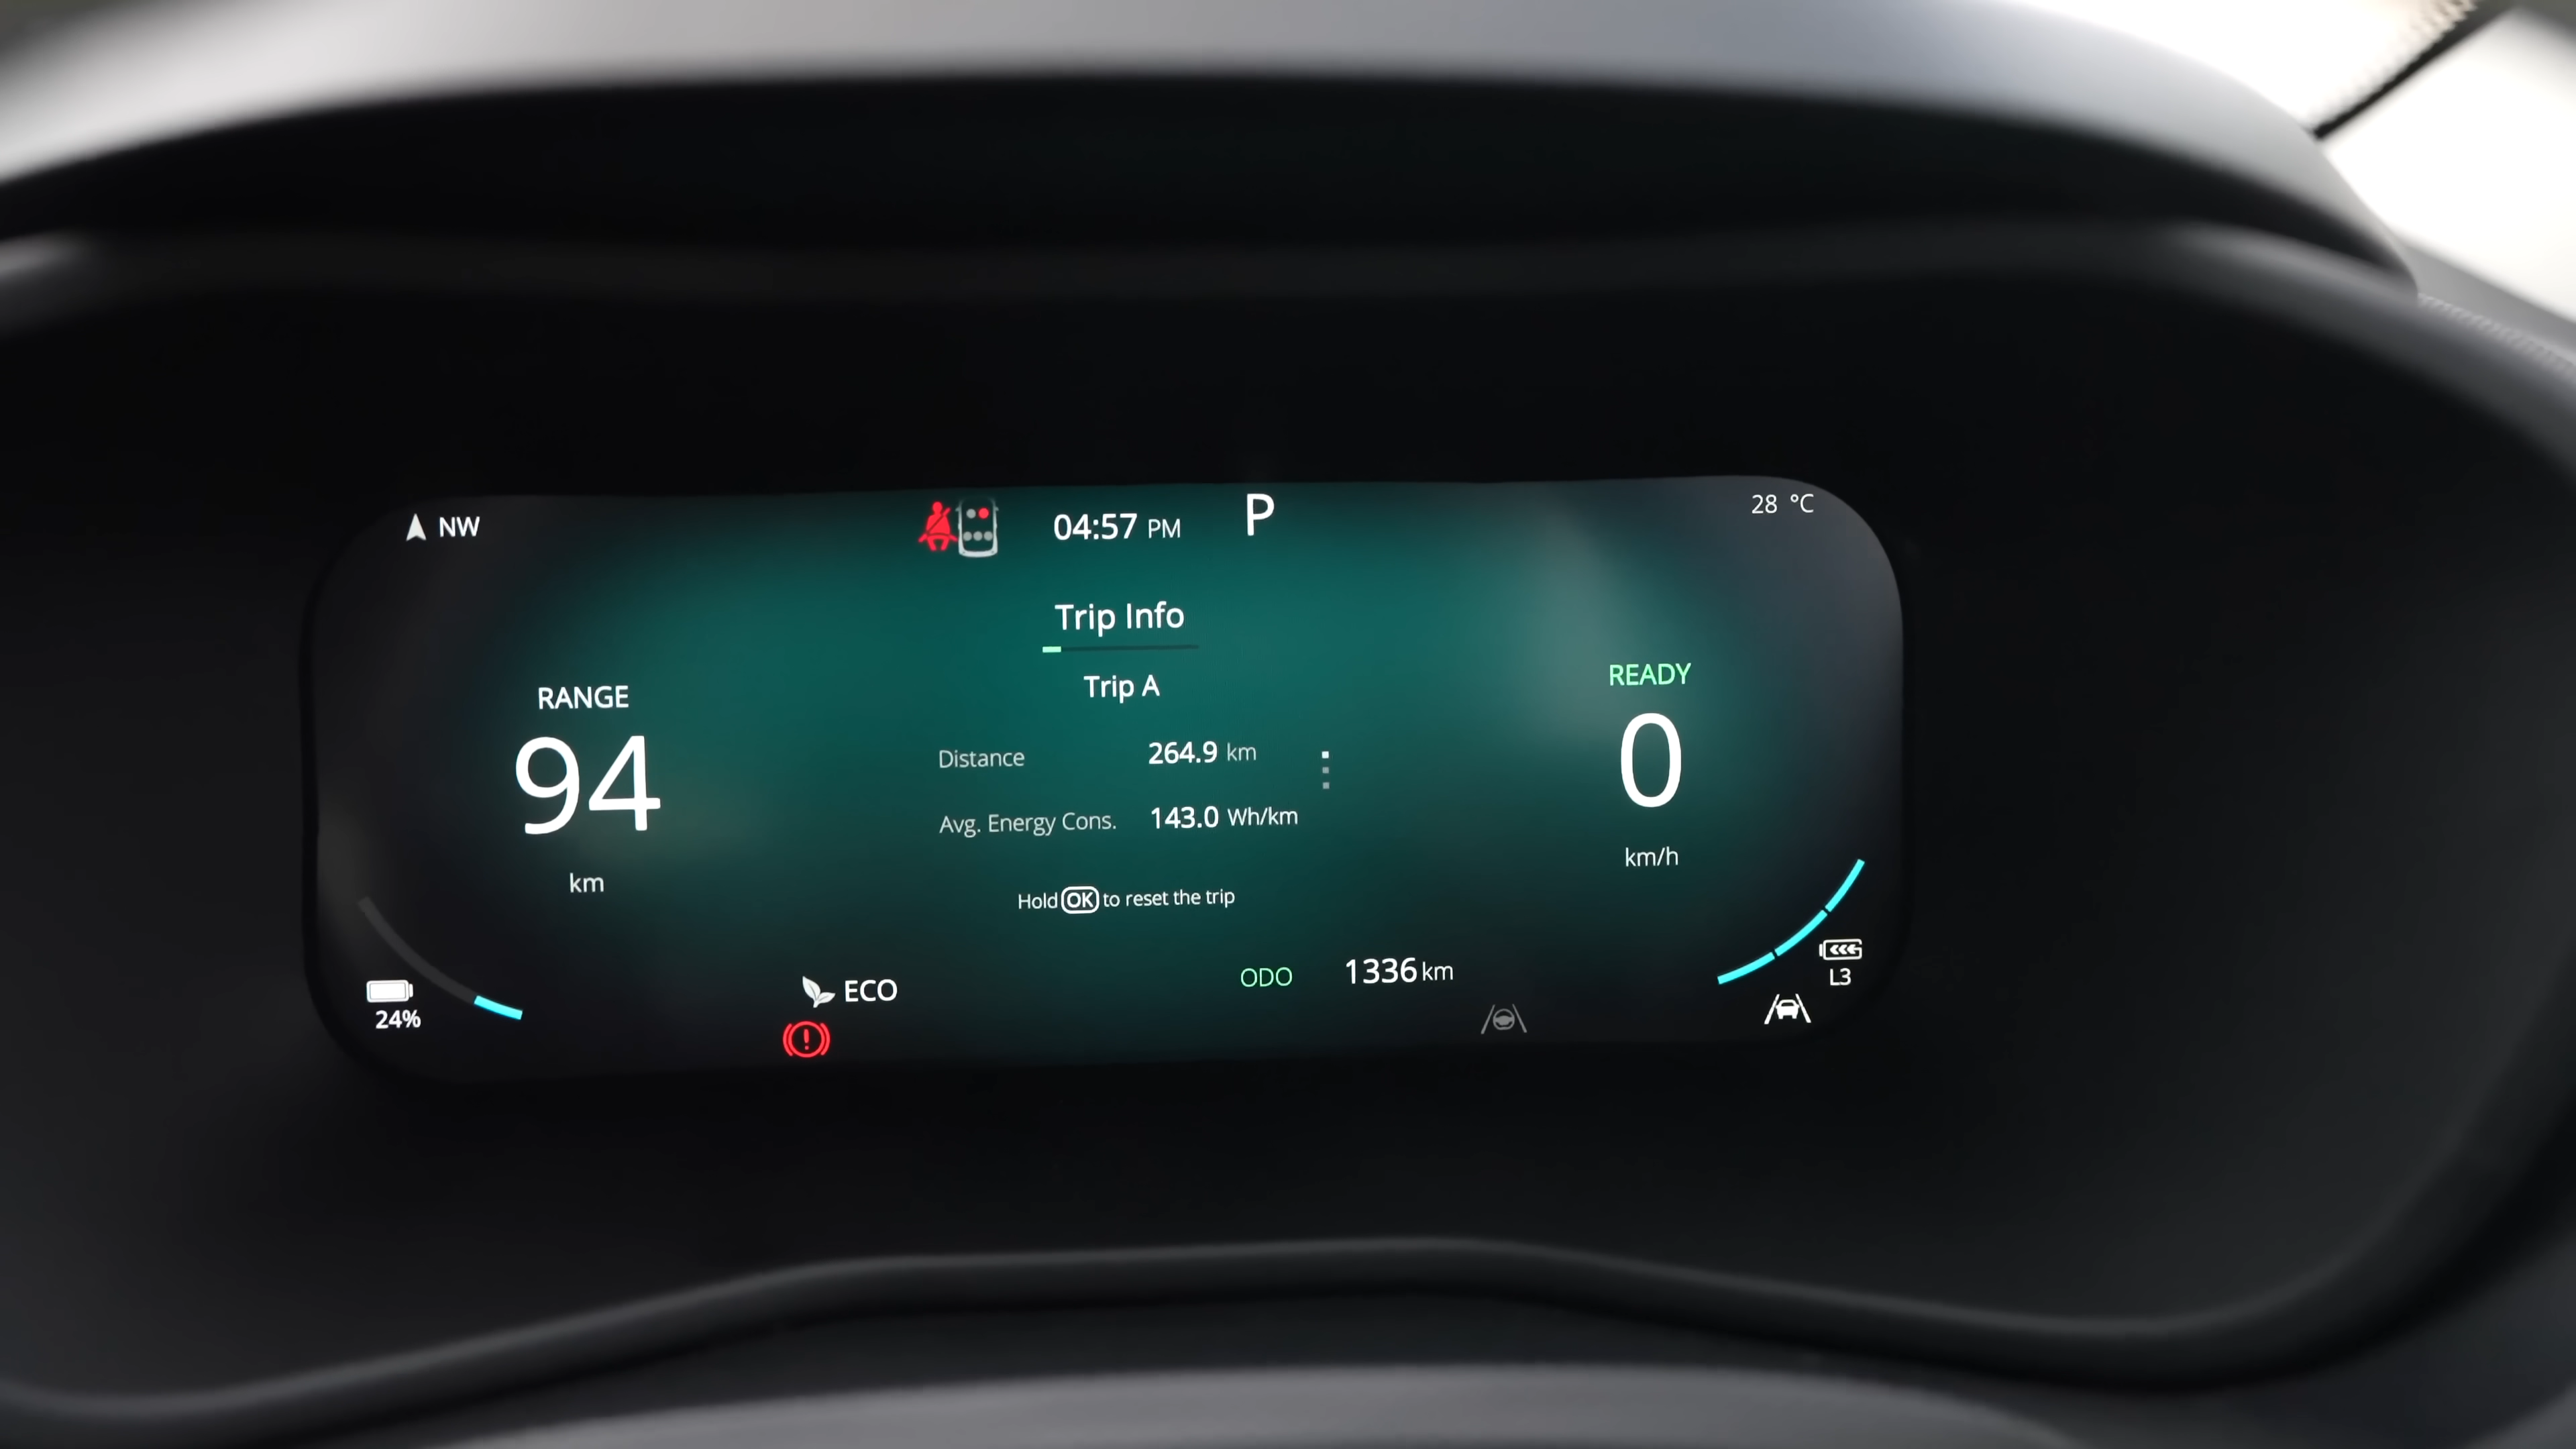 NW
04:57 PM
P
28 °C
Trip Info
Trip A
RANGE
94
km
Distance 264.9 km
Avg. Energy Cons. 143.0 Wh/km
Hold OK to reset the trip
READY
0
km/h
24%
ECO
ODO 1336 km
L3